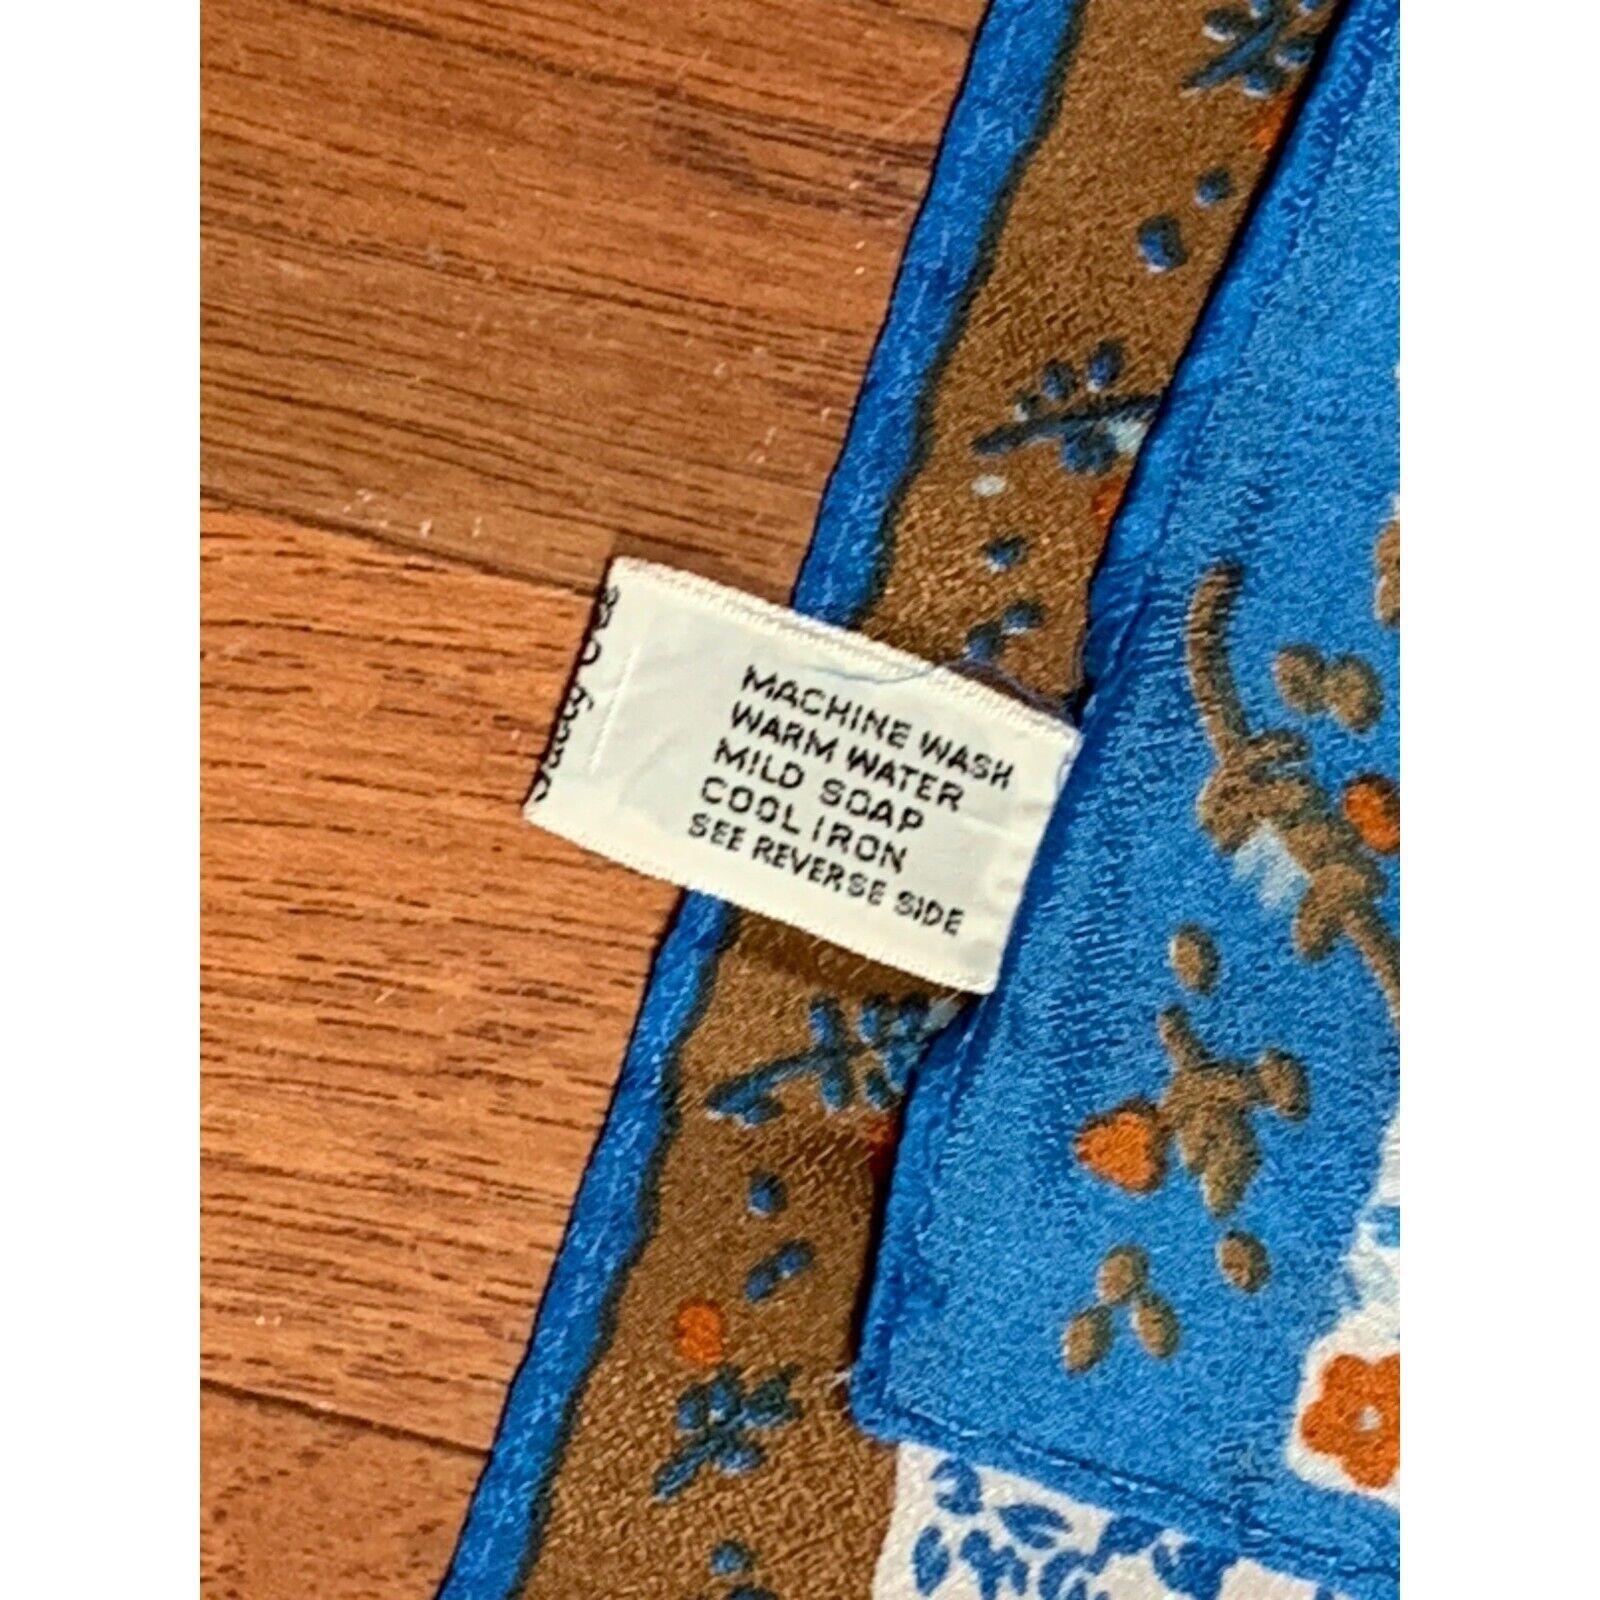 MACHINE WASH
WARM WATER
MILD SOAP
COOL IRON
SEE REVERSE SIDE